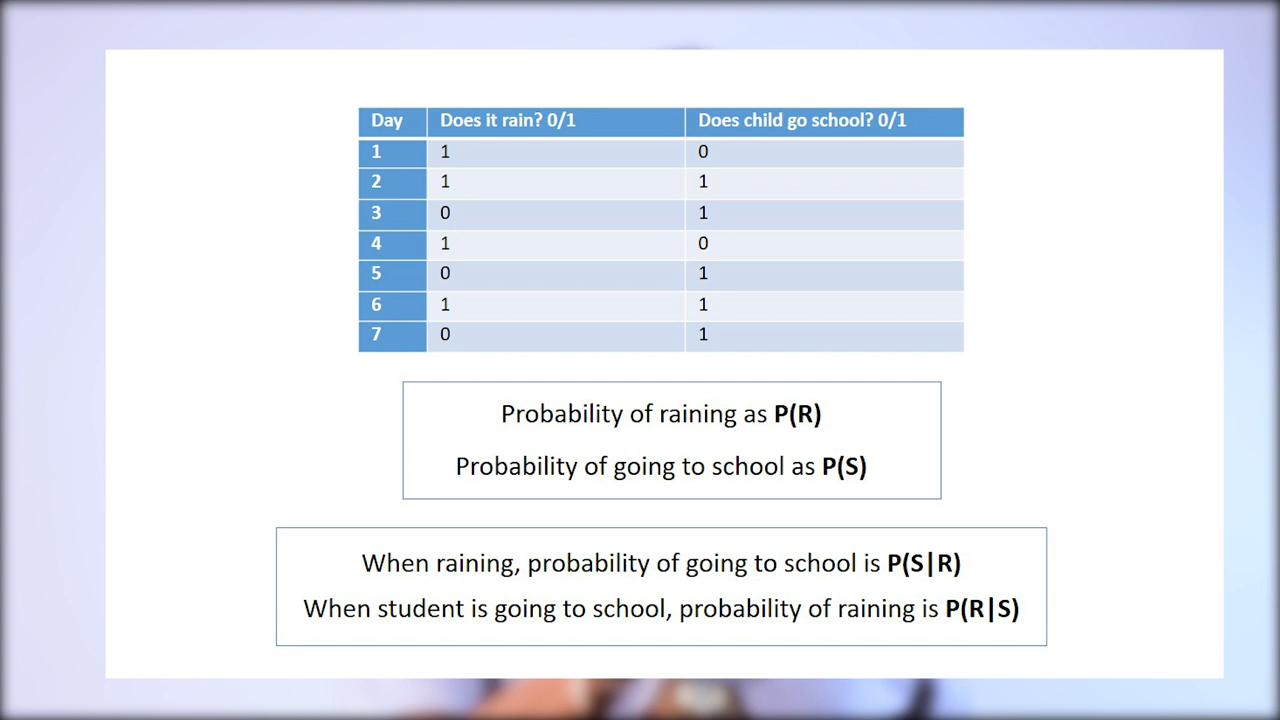 Day Does it rain? 0/1 Does child go school? 0/1
1 1 0
2 1 1
3 0 1
4 1 0
5 0 1
6 1 1
7 0 1
Probability of raining as P(R)
Probability of going to school as P(S)
When raining, probability of going to school is P(S|R)
When student is going to school, probability of raining is P(R|S)